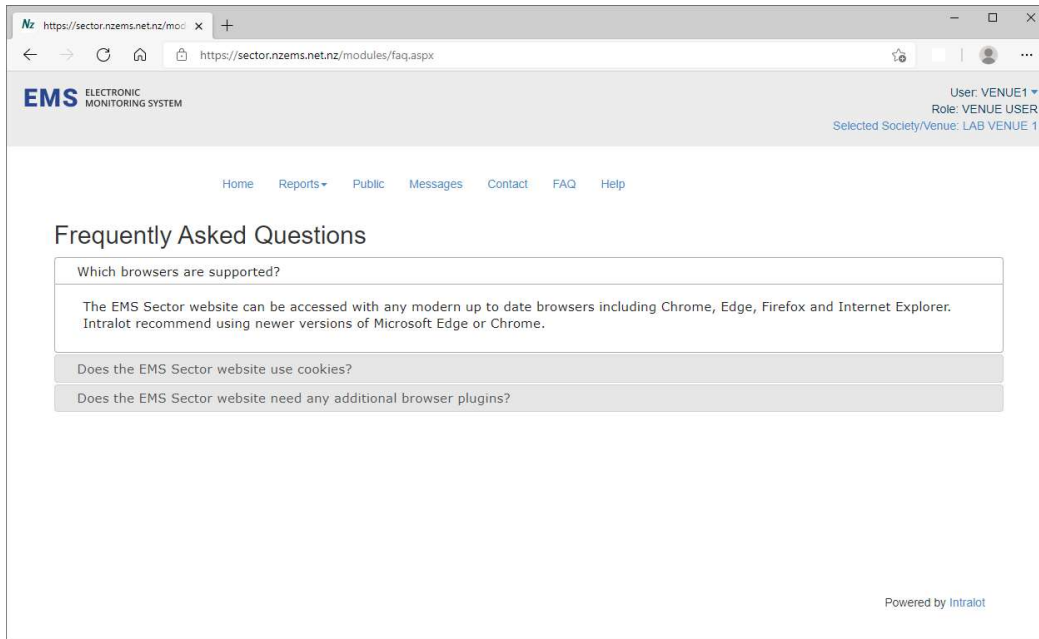 Nz https://sector.nzems.net.nz/mod
https://sector.nzems.net.nz/modules/faq.aspx
EMS ELECTRONIC
MONITORING SYSTEM
User: VENUE1
Role: VENUE USER
Selected Society/Venue: LAB VENUE 1
Home Reports Public Messages Contact FAQ Help
Frequently Asked Questions
Which browsers are supported?
The EMS Sector website can be accessed with any modern up to date browsers including Chrome, Edge, Firefox and Internet Explorer.
Intralot recommend using newer versions of Microsoft Edge or Chrome.
Does the EMS Sector website use cookies?
Does the EMS Sector website need any additional browser plugins?
Powered by Intralot